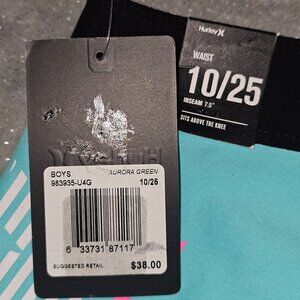 Hurley
WAIST
10/25
INSEAM 7.5"
SITS ABOVE THE KNEE
BOYS AURORA GREEN
983935-U4G 10/25
6 33731 87117
SUGGESTED RETAIL $38.00